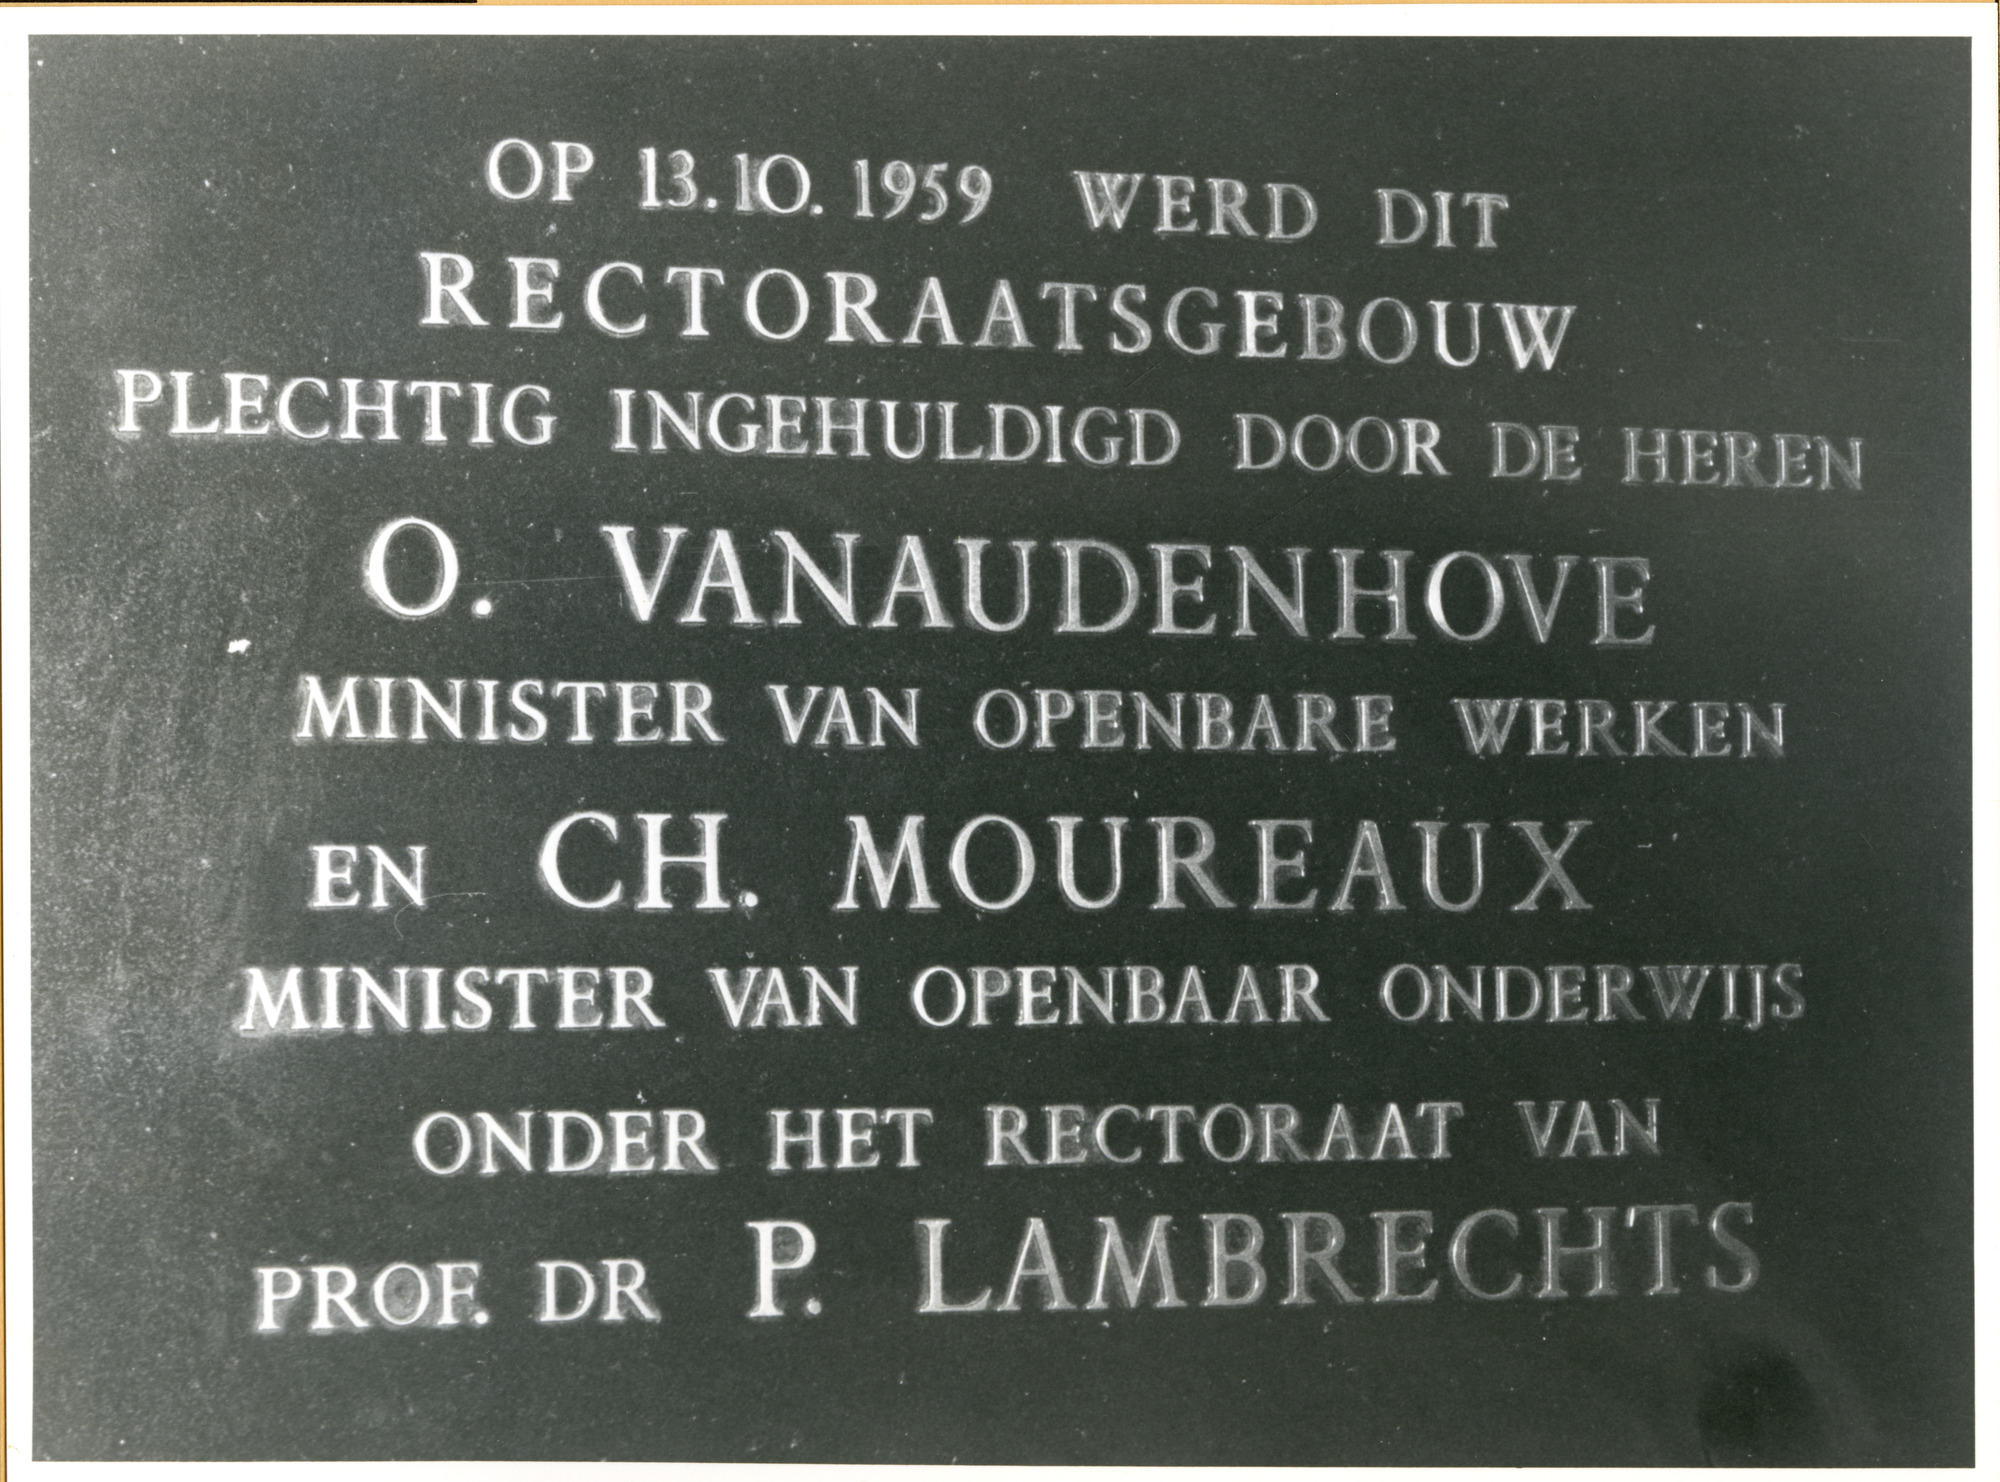 OP 13.10.1959 WERD DIT
RECTORAATSGEBOUW
PLECHTIG INGEHULDIGD DOOR DE HEREN
O. VANAUDENHOVE
MINISTER VAN OPENBARE WERKEN
EN CH. MOUREAUX
MINISTER VAN OPENBAAR ONDERWIJS
ONDER HET RECTORAAT VAN
PROF. DR P. LAMBRECHTS